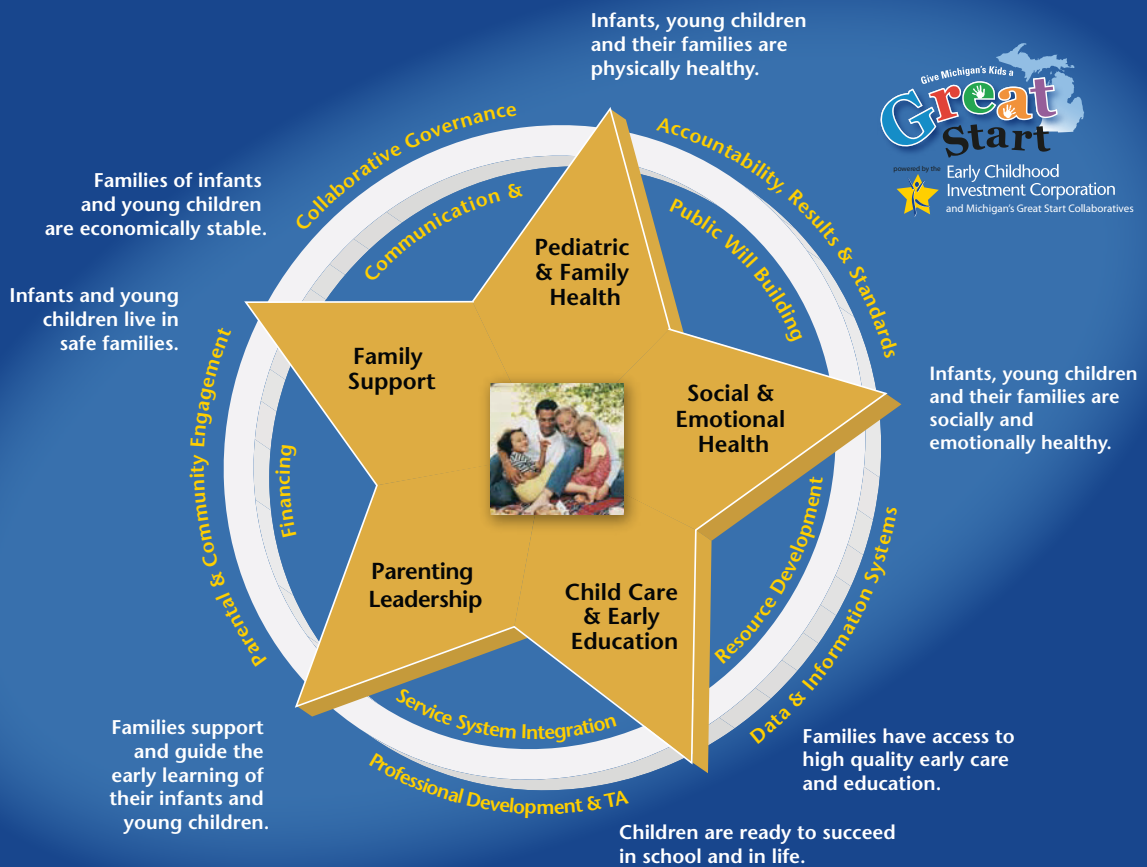 Infants, young children
and their families are
physically healthy.
Give Michigan's Kids a
Great
Start
powered by the
Early Childhood
Investment Corporation
and Michigan's Great Start Collaboratives
Families of infants
and young children
are economically stable.
Infants and young
children live in
safe families.
Collaborative Governance
Accountability, Results & Standards
Communication &
Public Will Building
Pediatric
& Family
Health
Family
Support
Social &
Emotional
Health
Infants, young children
and their families are
socially and
emotionally healthy.
Parental & Community Engagement
Financing
Resource Development
Data & Information Systems
Parenting
Leadership
Child Care
& Early
Education
Service System Integration
Professional Development & TA
Families support
and guide the
early learning of
their infants and
young children.
Families have access to
high quality early care
and education.
Children are ready to succeed
in school and in life.